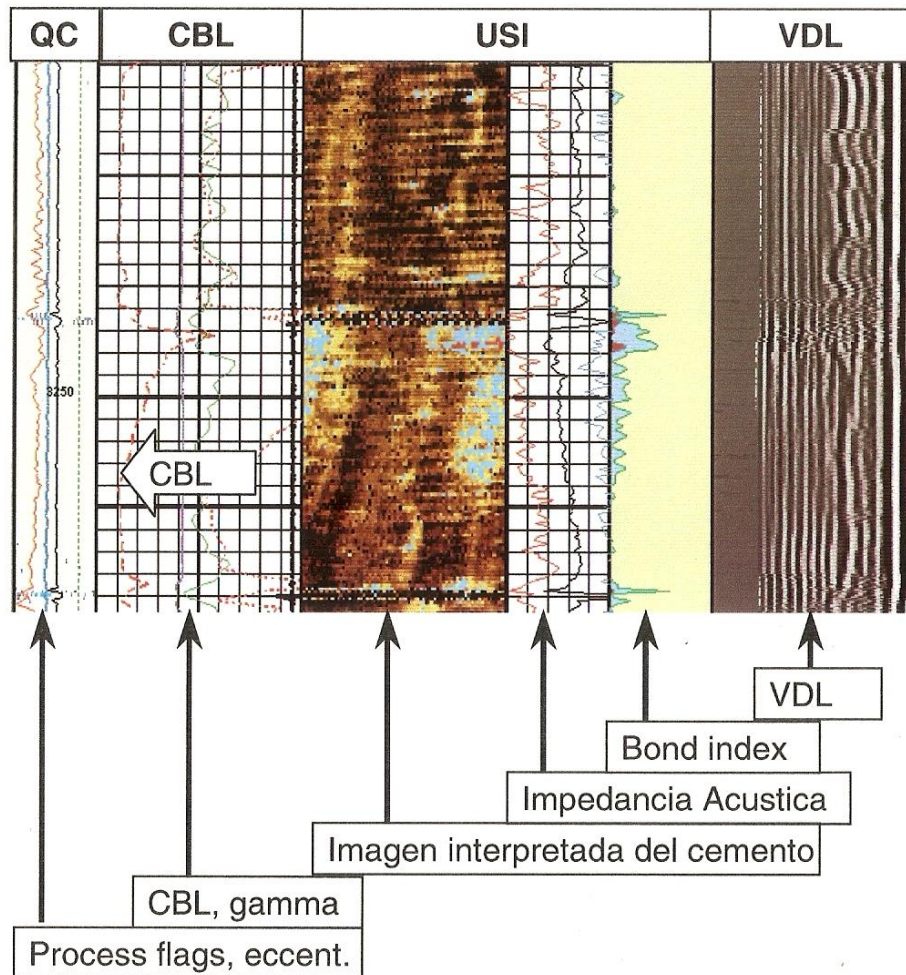 QC
CBL
USI
VDL
3250
CBL
VDL
Bond index
Impedancia Acustica
Imagen interpretada del cemento
CBL, gamma
Process flags, eccent.